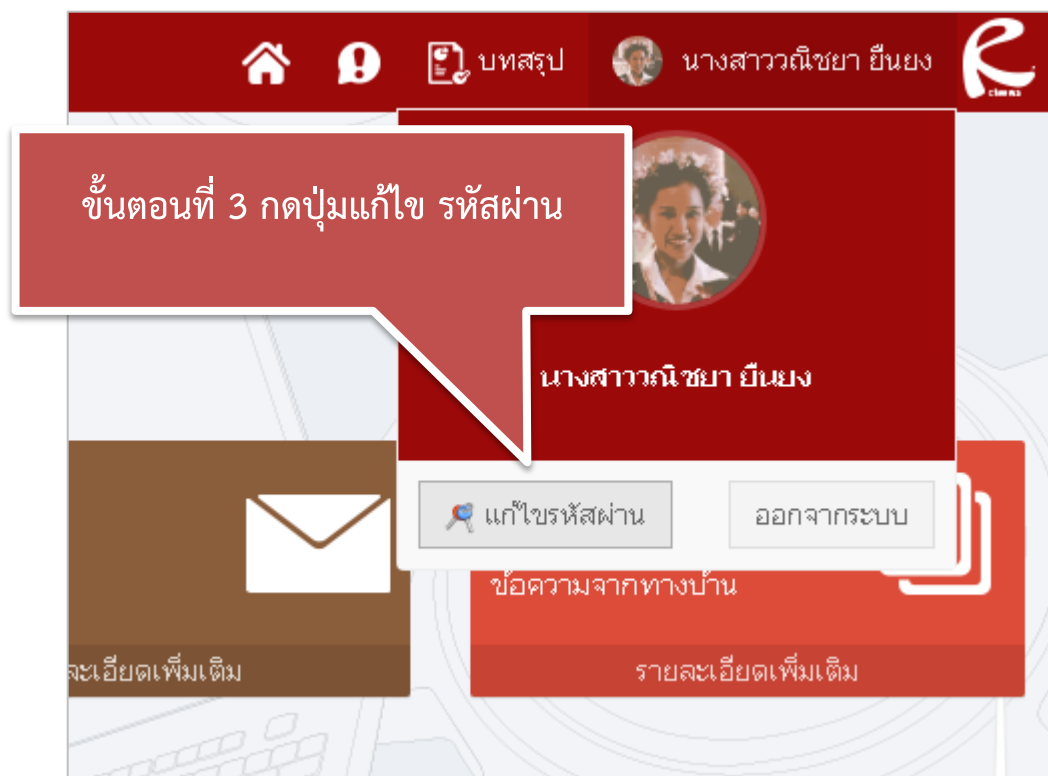 บทสรุป
นางสาววณิชยา ยืนยง
ขั้นตอนที่ 3 กดปุ่มแก้ไข รหัสผ่าน
นางสาววณิชยา ยืนยง
แก้ไขรหัสผ่าน
ออกจากระบบ
ข้อความจากทางบ้าน
ละเอียดเพิ่มเติม
รายละเอียดเพิ่มเติม